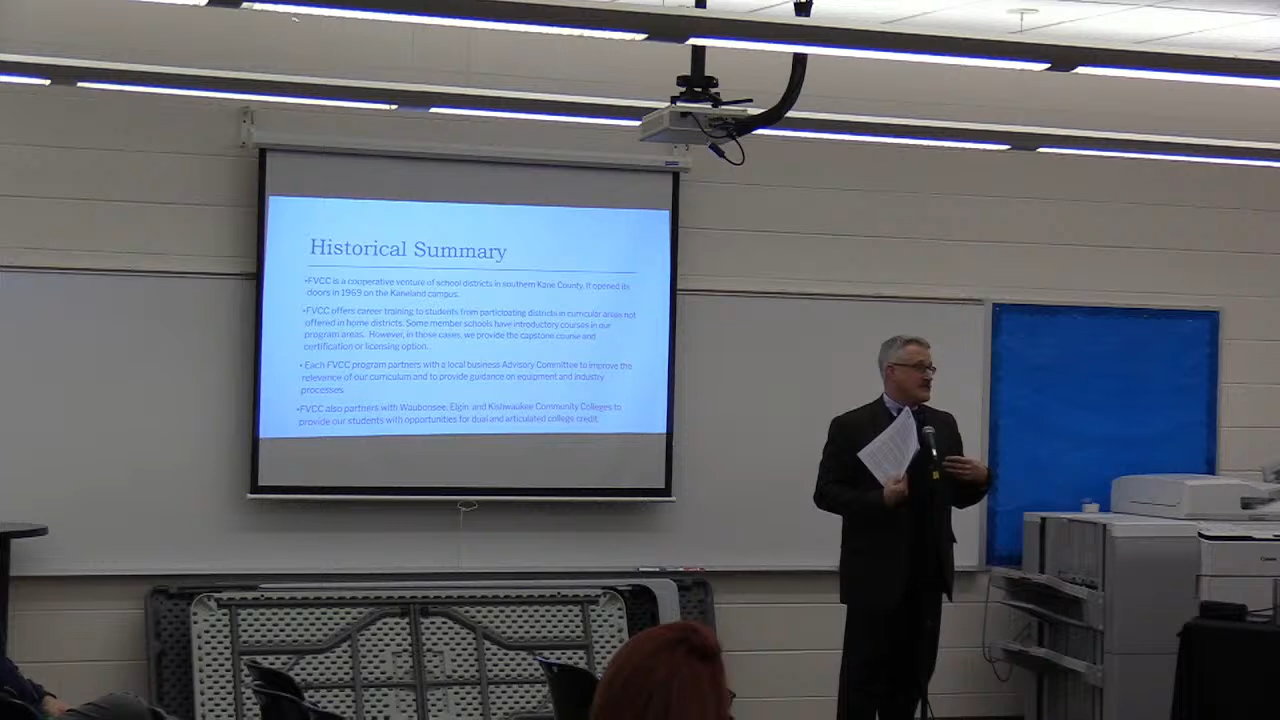 Historical Summary
•FVCC is a cooperative venture of school districts in southern Kane County. It opened its
doors in 1969 on the Kaneland campus.
•FVCC offers career training to students from participating districts in curricular areas not
offered in home districts. Some member schools have introductory courses in our
program areas. However, in those cases, we provide the capstone course and
certification or licensing option.
• Each FVCC program partners with a local business Advisory Committee to improve the
relevance of our curriculum and to provide guidance on equipment and industry
processes.
•FVCC also partners with Waubonsee, Elgin, and Kishwaukee Community Colleges to
provide our students with opportunities for dual and articulated college credit.
Canon